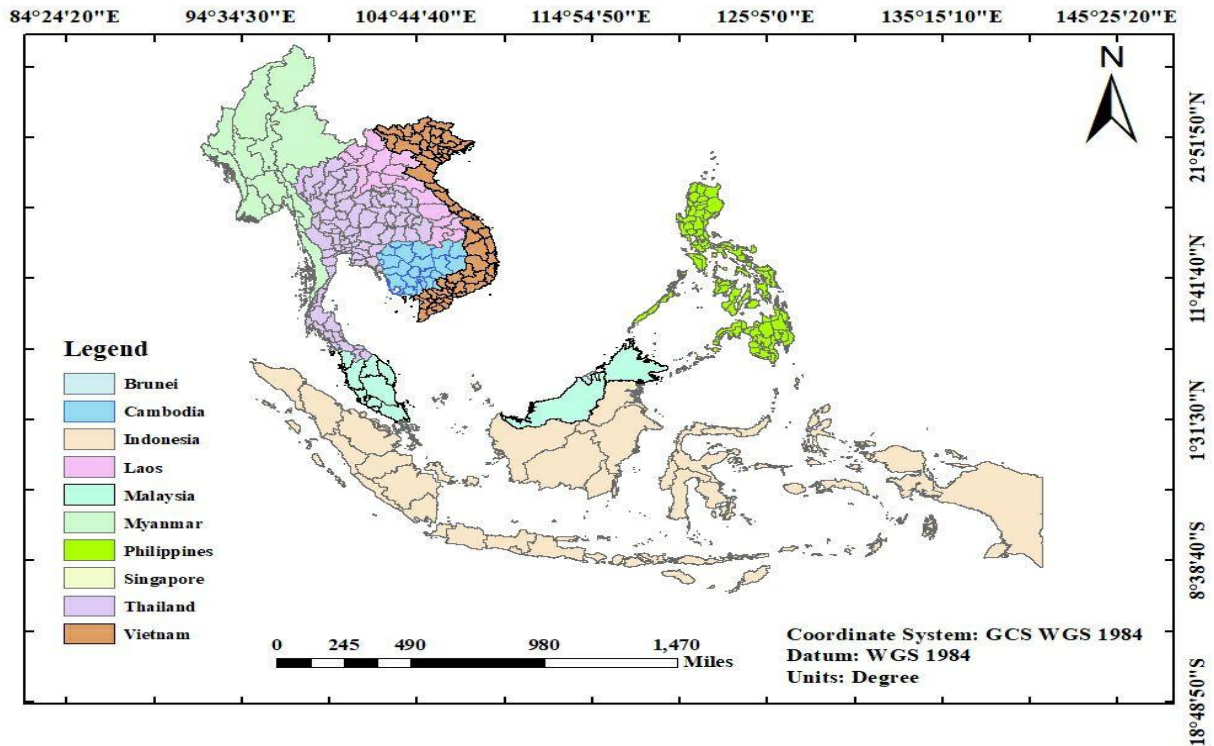 84°24'20"E 94°34'30"E 104°44'40"E 114°54'50"E 125°5'0"E 135°15'10"E 145°25'20"E
N
21°51'50"N
11°41'40"N
1°31'30"N
8°38'40"S
18°48'50"S
Legend
Brunei
Cambodia
Indonesia
Laos
Malaysia
Myanmar
Philippines
Singapore
Thailand
Vietnam
0 245 490 980 1,470
Miles
Coordinate System: GCS WGS 1984
Datum: WGS 1984
Units: Degree